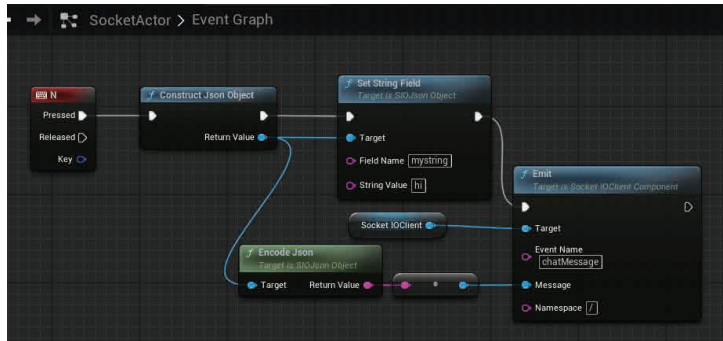 SocketActor > Event Graph
N
Pressed
Released
Key
f Construct Json Object
Return Value
f Set String Field
Target is SIOJson Object
Target
Field Name mystring
String Value hi
Socket IOClient
f Encode Json
Target is SIOJson Object
Target Return Value
f Emit
Target is Socket IOClient Component
Target
Event Name
chatMessage
Message
Namespace /